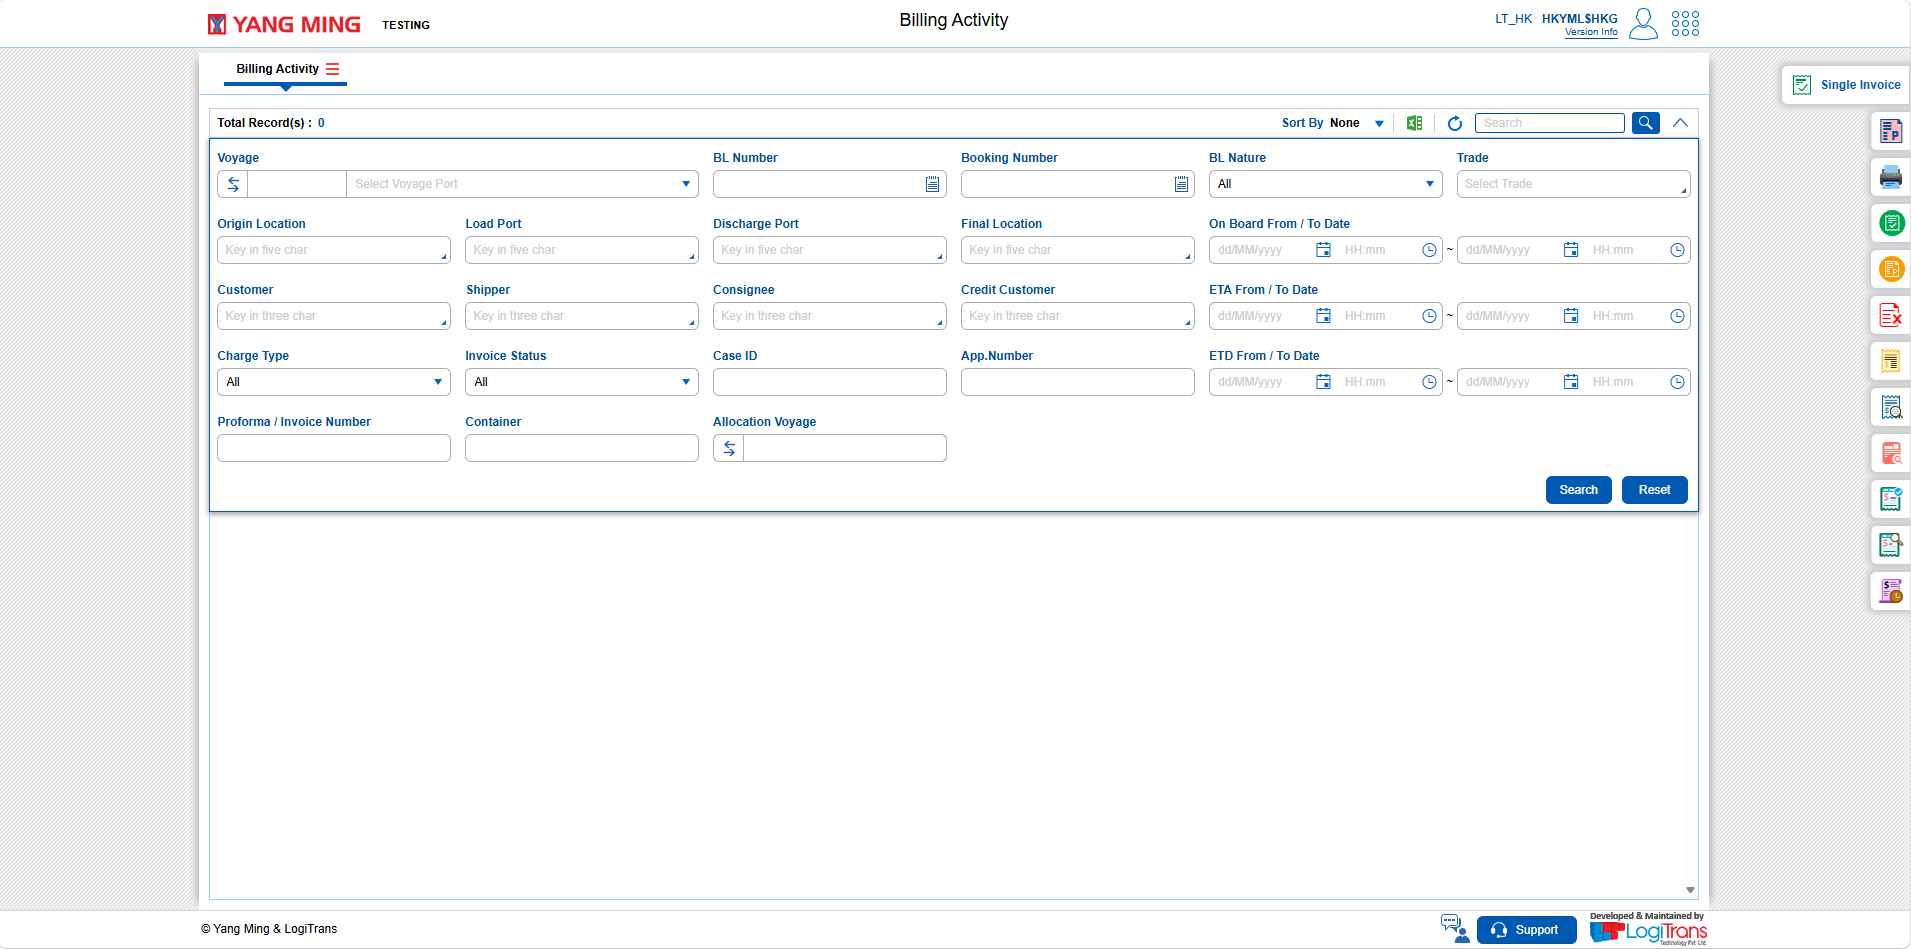 YANG MING TESTING
Billing Activity
LT_HK HKYML$HKG
Version Info
Billing Activity
Single Invoice
Total Record(s) : 0
Sort By None
Search
Voyage BL Number Booking Number BL Nature Trade
Select Voyage Port All Select Trade
Origin Location Load Port Discharge Port Final Location On Board From / To Date
Key in five char Key in five char Key in five char Key in five char dd/MM/yyyy HH:mm ~ dd/MM/yyyy HH:mm
Customer Shipper Consignee Credit Customer ETA From / To Date
Key in three char Key in three char Key in three char Key in three char dd/MM/yyyy HH:mm ~ dd/MM/yyyy HH:mm
Charge Type Invoice Status Case ID App.Number ETD From / To Date
All All dd/MM/yyyy HH:mm ~ dd/MM/yyyy HH:mm
Proforma / Invoice Number Container Allocation Voyage
Search Reset
© Yang Ming & LogiTrans
Support
Developed & Maintained by
LogiTrans
Technology Pvt. Ltd.